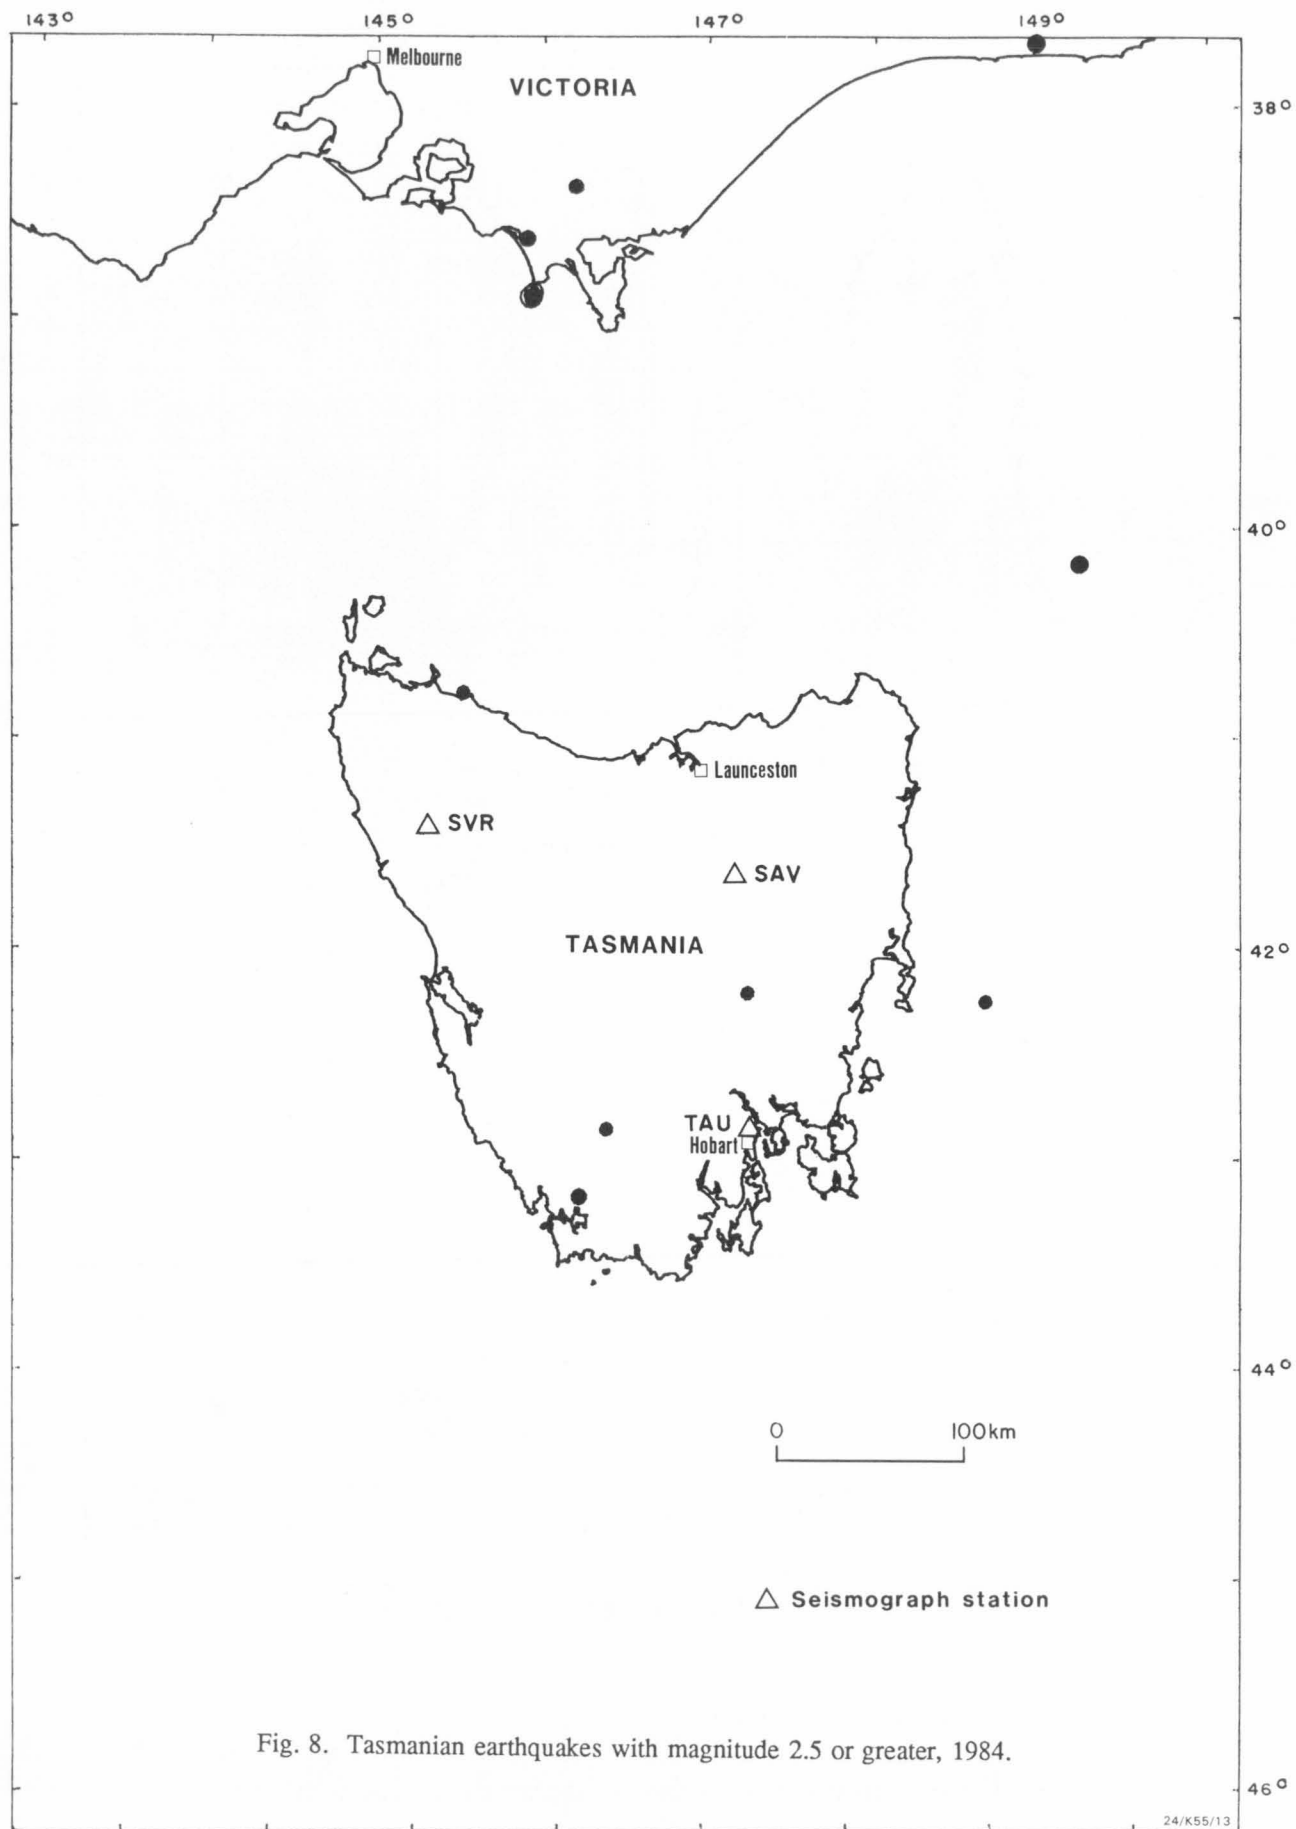 143° 145° 147° 149°
Melbourne
VICTORIA
38°
40°
Launceston
SVR
SAV
TASMANIA
42°
TAU
Hobart
44°
0 100km
Seismograph station
Fig. 8. Tasmanian earthquakes with magnitude 2.5 or greater, 1984.
46°
24/K55/13